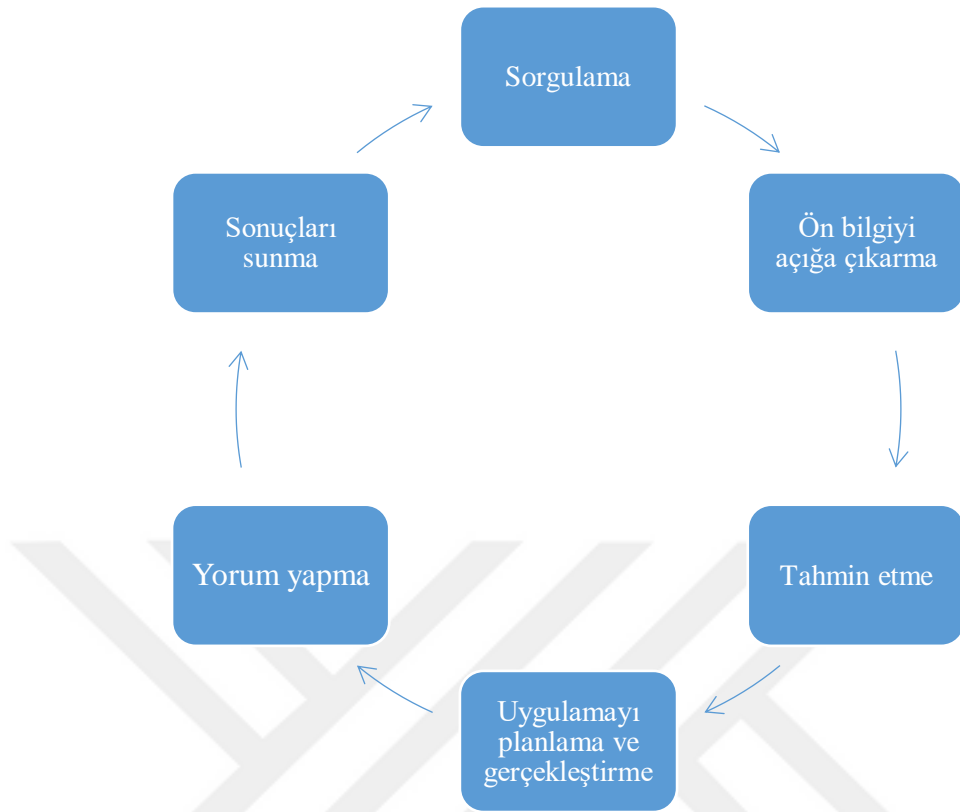 Sorgulama
Ön bilgiyi
açığa çıkarma
Tahmin etme
Uygulamayı
planlama ve
gerçekleştirme
Yorum yapma
Sonuçları
sunma